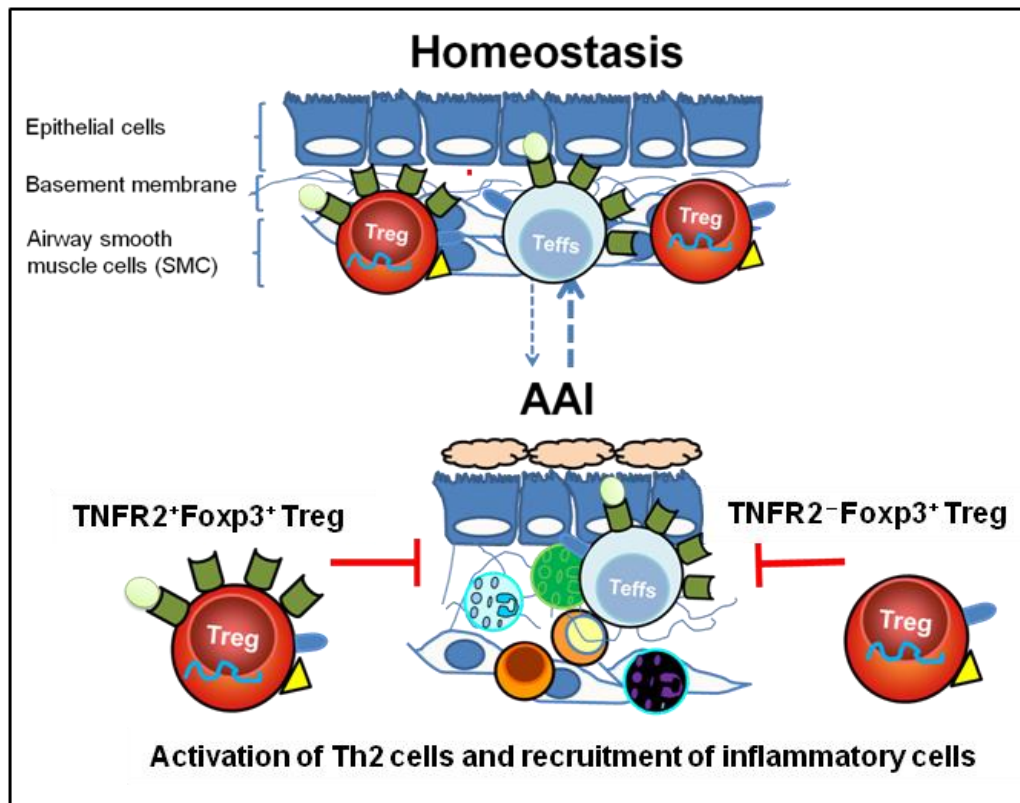 Homeostasis
Epithelial cells
Basement membrane
Airway smooth
muscle cells (SMC)
Treg
Teffs
Treg
AAI
TNFR2⁺Foxp3⁺ Treg
TNFR2⁻Foxp3⁺ Treg
Teffs
Treg
Treg
Activation of Th2 cells and recruitment of inflammatory cells